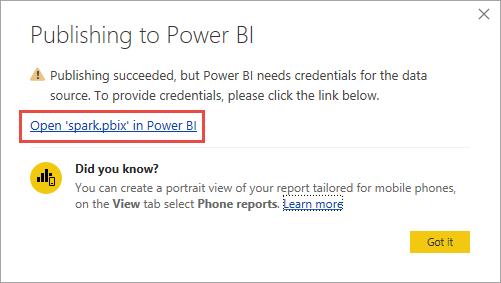 Publishing to Power BI
Publishing succeeded, but Power BI needs credentials for the data
source. To provide credentials, please click the link below.
Open 'spark.pbix' in Power BI
Did you know?
You can create a portrait view of your report tailored for mobile phones,
on the View tab select Phone reports. Learn more
Got it